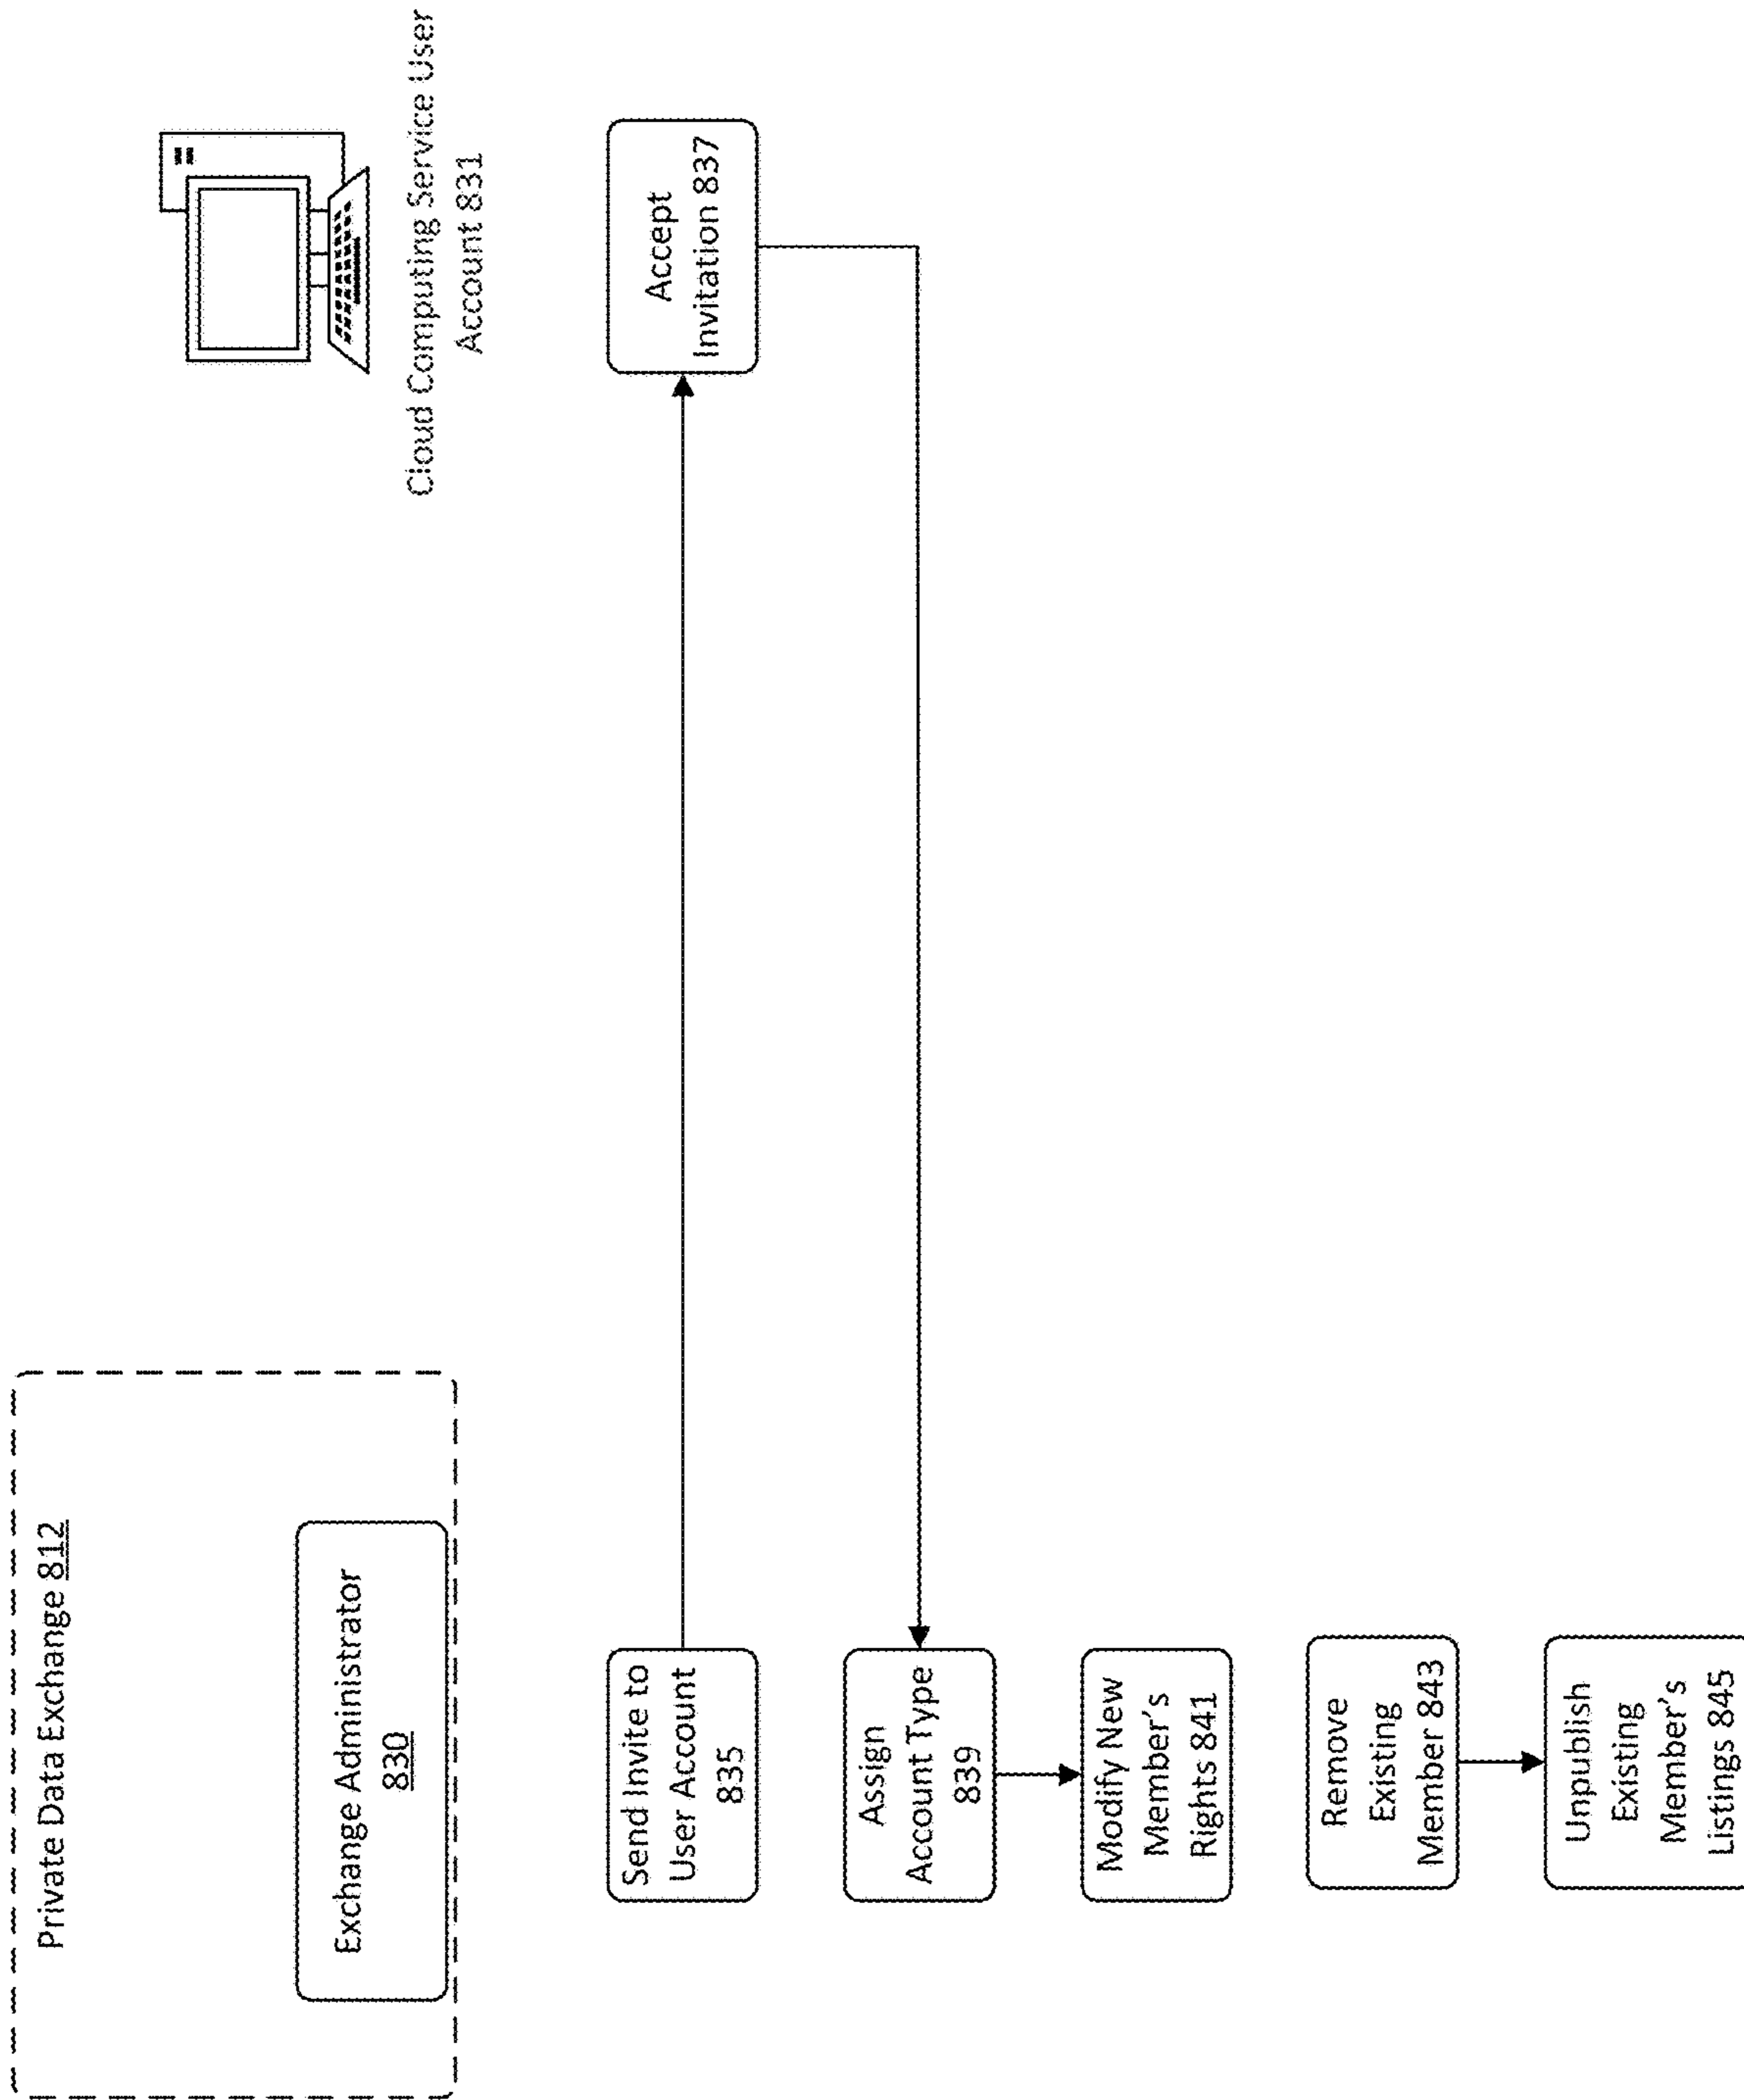 Private Data Exchange 812
Exchange Administrator
830
Cloud Computing Service User
Account 831
Send Invite to
User Account
835
Accept
Invitation 837
Assign
Account Type
839
Modify New
Member's
Rights 841
Remove
Existing
Member 843
Unpublish
Existing
Member's
Listings 845